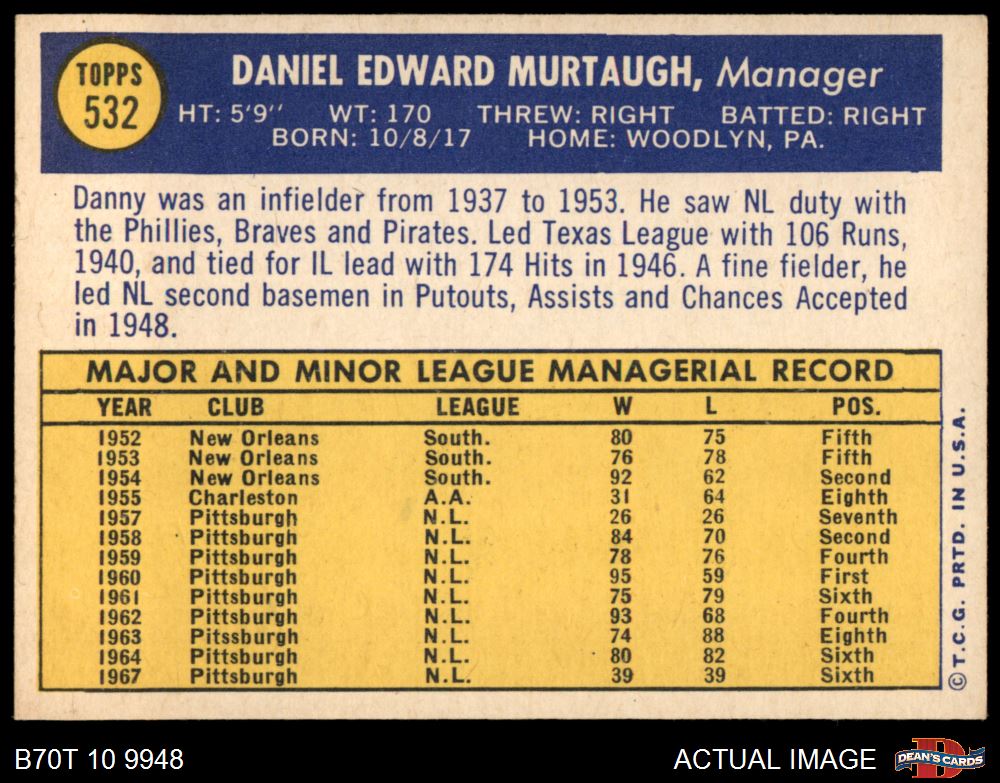 TOPPS
532
DANIEL EDWARD MURTAUGH, Manager
HT: 5'9'' WT: 170 THREW: RIGHT BATTED: RIGHT
BORN: 10/8/17 HOME: WOODLYN, PA.
Danny was an infielder from 1937 to 1953. He saw NL duty with
the Phillies, Braves and Pirates. Led Texas League with 106 Runs,
1940, and tied for IL lead with 174 Hits in 1946. A fine fielder, he
led NL second basemen in Putouts, Assists and Chances Accepted
in 1948.
MAJOR AND MINOR LEAGUE MANAGERIAL RECORD
YEAR CLUB LEAGUE W L POS.
1952 New Orleans South. 80 75 Fifth
1953 New Orleans South. 76 78 Fifth
1954 New Orleans South. 92 62 Second
1955 Charleston A.A. 31 64 Eighth
1957 Pittsburgh N.L. 26 26 Seventh
1958 Pittsburgh N.L. 84 70 Second
1959 Pittsburgh N.L. 78 76 Fourth
1960 Pittsburgh N.L. 95 59 First
1961 Pittsburgh N.L. 75 79 Sixth
1962 Pittsburgh N.L. 93 68 Fourth
1963 Pitssburgh N.L. 74 88 Eighth
1964 Pittsburgh N.L. 80 82 Sixth
1967 Pittsburgh N.L. 39 39 Sixth
©T.C.G. PRTD. IN U.S.A.
B70T 10 9948
ACTUAL IMAGE
D
DEAN'S CARDS